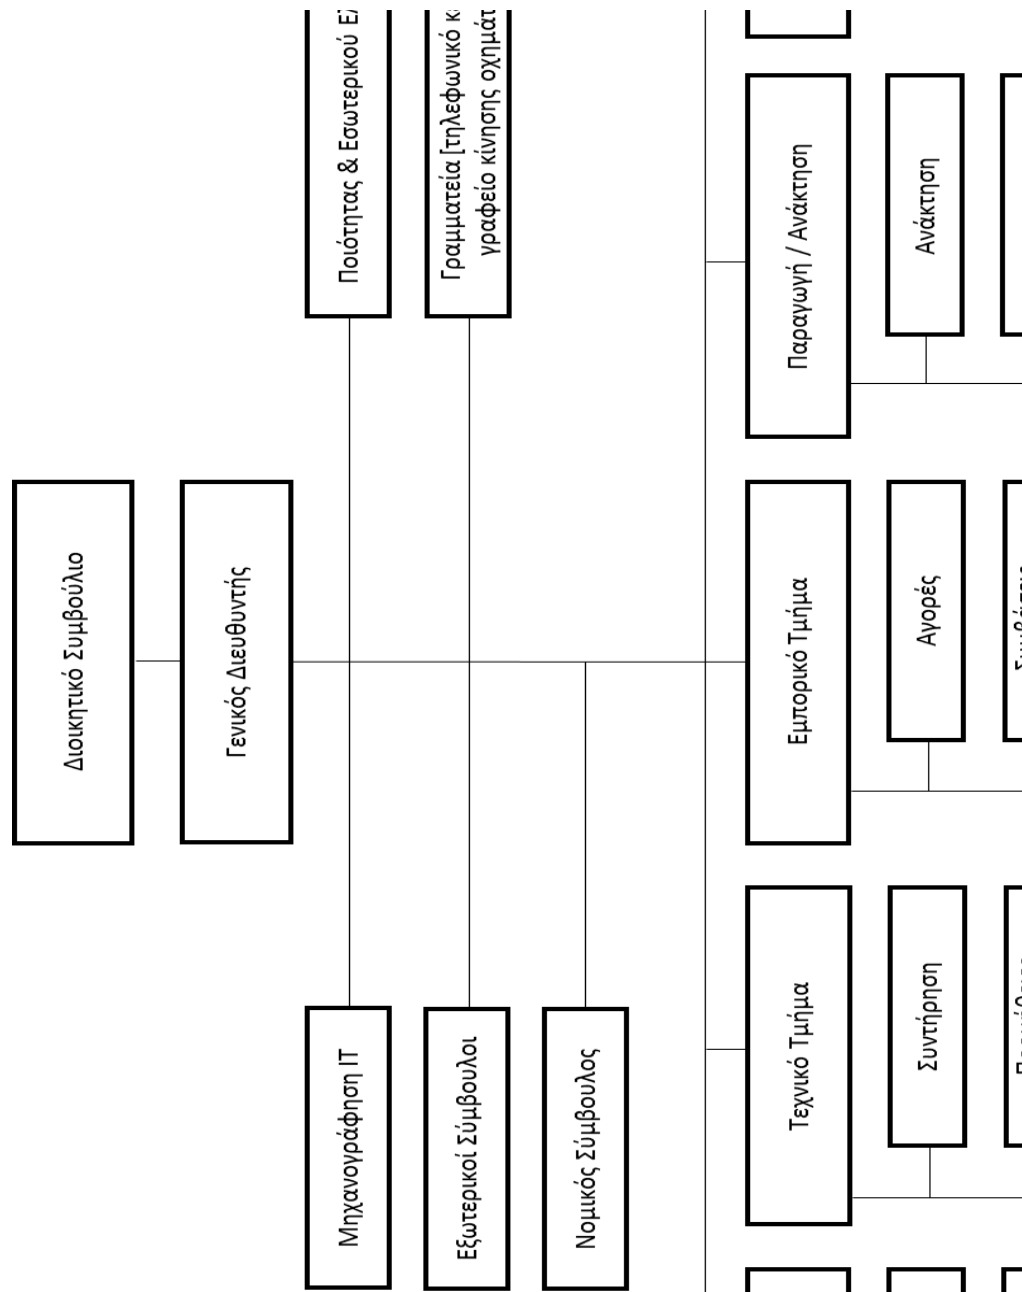 Διοικητικό Συμβούλιο
Γενικός Διευθυντής
Μηχανογράφηση IT
Ποιότητας & Εσωτερικού
Εξωτερικοί Σύμβουλοι
Γραμματεία [τηλεφωνικό
γραφείο κίνησης
Νομικός Σύμβουλος
Τεχνικό Τμήμα
Εμπορικό Τμήμα
Παραγωγή / Ανάκτηση
Συντήρηση
Αγορές
Ανάκτηση